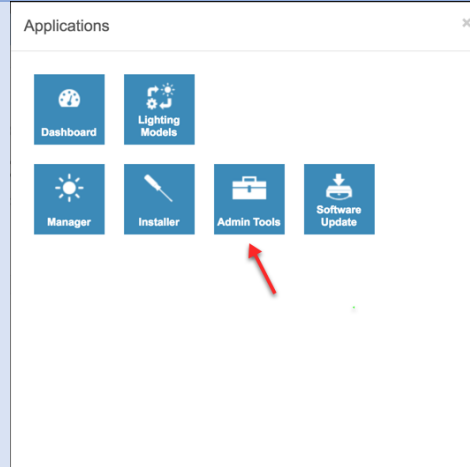 Applications
Dashboard
Lighting
Models
Manager
Installer
Admin Tools
Software
Update